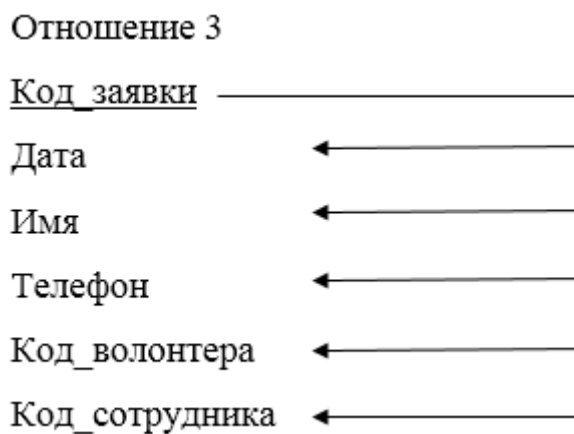 Отношение 3
Код_заявки
Дата
Имя
Телефон
Код_волонтера
Код_сотрудника